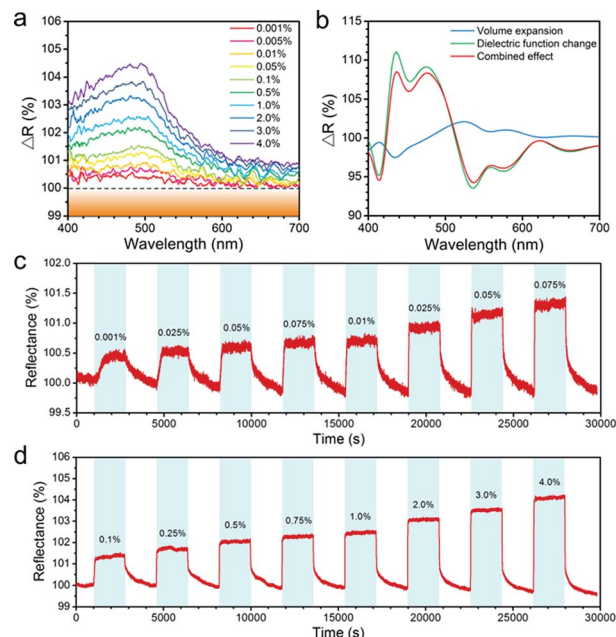 a
106
105
104
103
102
101
100
99
△R (%)
400 500 600 700
Wavelength (nm)
0.001%
0.005%
0.01%
0.05%
0.1%
0.5%
1.0%
2.0%
3.0%
4.0%
b
115
110
105
100
95
90
△R (%)
400 500 600 700
Wavelength (nm)
Volume expansion
Dielectric function change
Combined effect
c
102.0
101.5
101.0
100.5
100.0
99.5
Reflectance (%)
0.001% 0.025% 0.05% 0.075% 0.01% 0.025% 0.05% 0.075%
0 5000 10000 15000 20000 25000 30000
Time (s)
d
106
105
104
103
102
101
100
99
Reflectance (%)
0.1% 0.25% 0.5% 0.75% 1.0% 2.0% 3.0% 4.0%
0 5000 10000 15000 20000 25000 30000
Time (s)